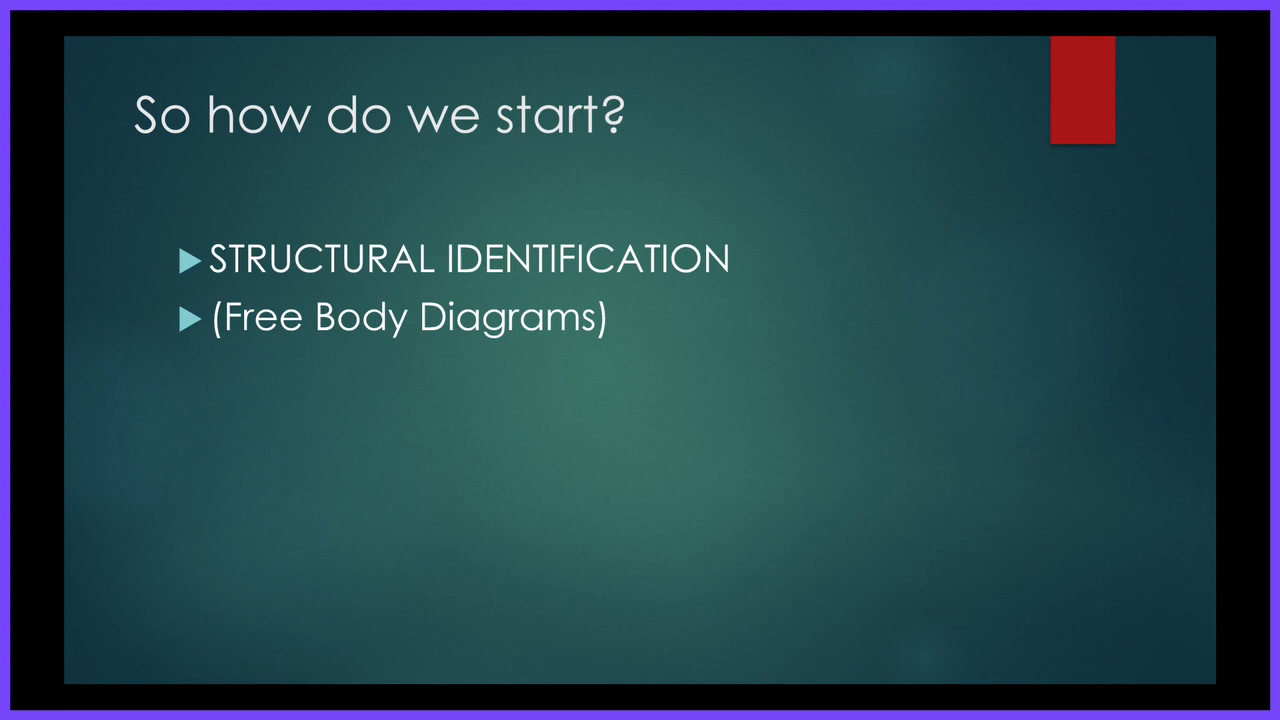 So how do we start?
STRUCTURAL IDENTIFICATION
(Free Body Diagrams)